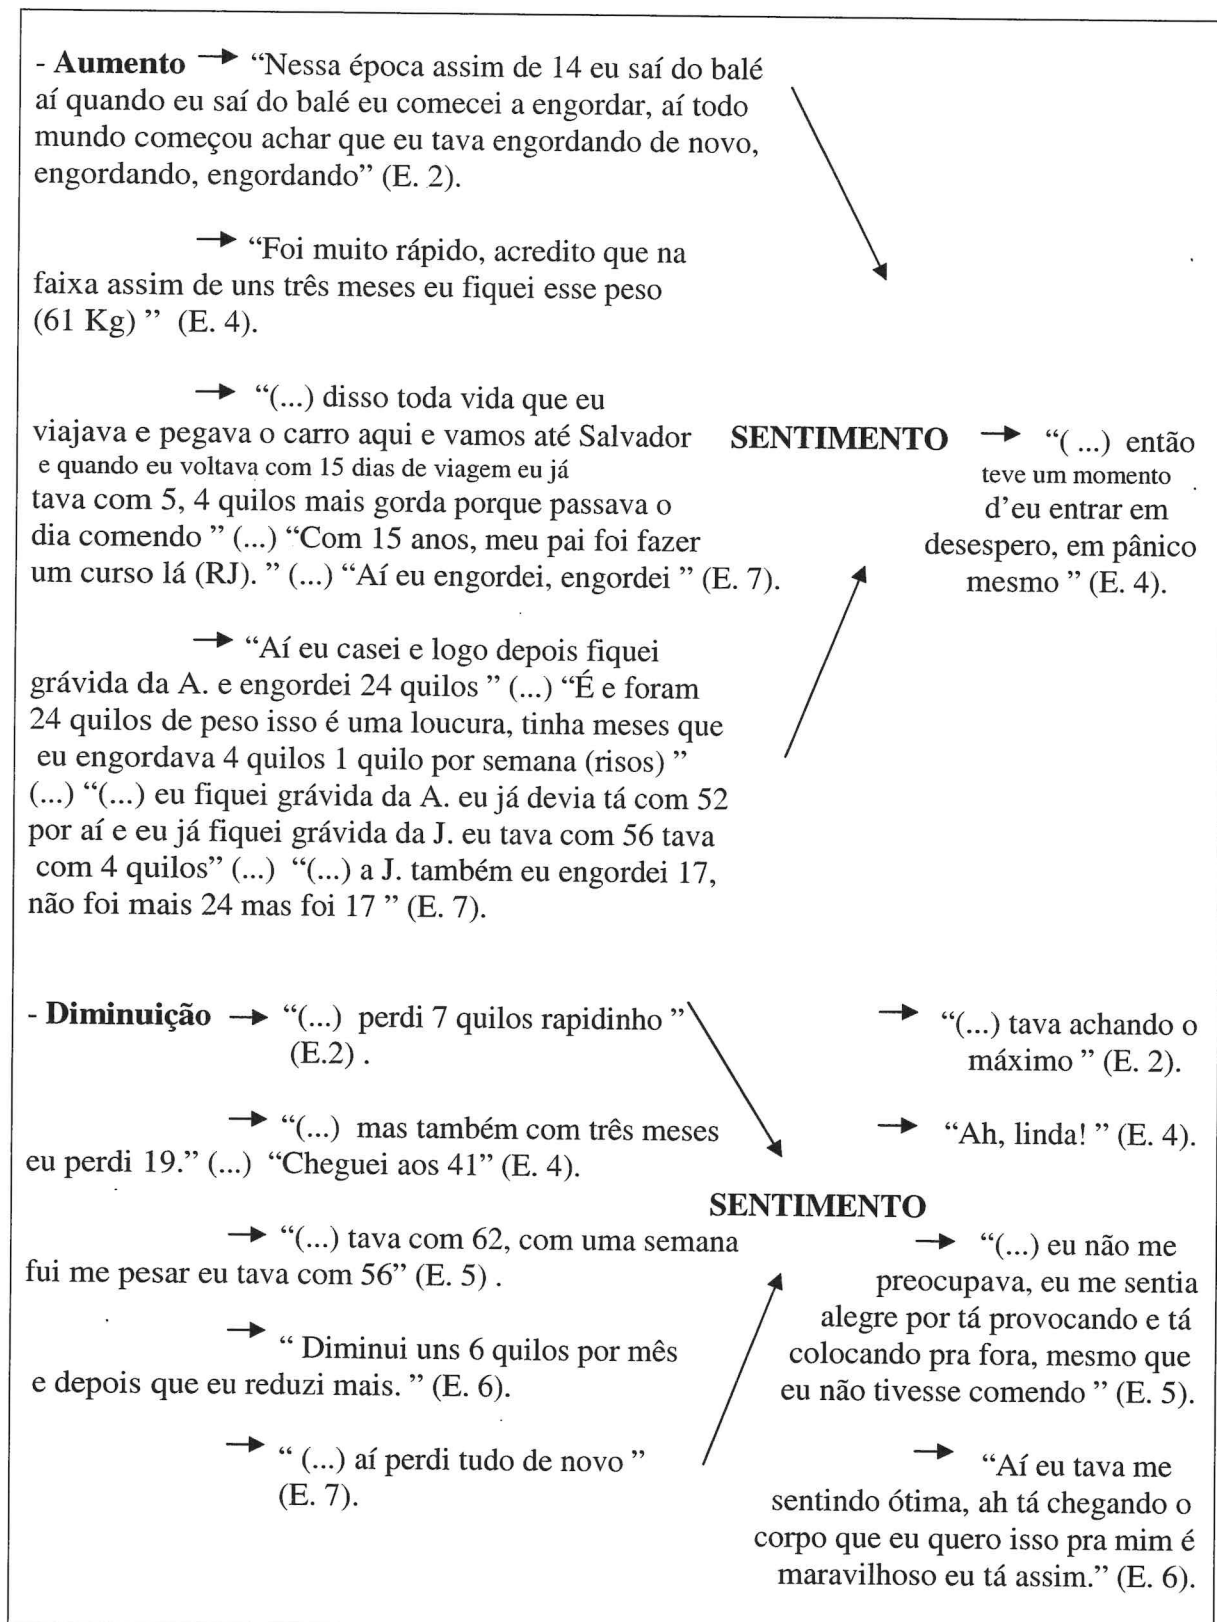 - Aumento → “Nessa época assim de 14 eu saí do balé
aí quando eu saí do balé eu comecei a engordar, aí todo
mundo começou achar que eu tava engordando de novo,
engordando, engordando” (E. 2).
→ “Foi muito rápido, acredito que na
faixa assim de uns três meses eu fiquei esse peso
(61 Kg) ” (E. 4).
→ “(...) disso toda vida que eu
viajava e pegava o carro aqui e vamos até Salvador
e quando eu voltava com 15 dias de viagem eu já
tava com 5, 4 quilos mais gorda porque passava o
dia comendo ” (...) “Com 15 anos, meu pai foi fazer
um curso lá (RJ). ” (...) “Aí eu engordei, engordei ” (E. 7).
→ “Aí eu casei e logo depois fiquei
grávida da A. e engordei 24 quilos ” (...) “É e foram
24 quilos de peso isso é uma loucura, tinha meses que
eu engordava 4 quilos 1 quilo por semana (risos) ”
(...) “(...) eu fiquei grávida da A. eu já devia tá com 52
por aí e eu já fiquei grávida da J. eu tava com 56 tava
com 4 quilos” (...) “(...) a J. também eu engordei 17,
não foi mais 24 mas foi 17 ” (E. 7).
SENTIMENTO → “( ...) então
teve um momento
d’eu entrar em
desespero, em pânico
mesmo ” (E. 4).
- Diminuição → “(...) perdi 7 quilos rapidinho ”
(E.2) .
→ “(...) mas também com três meses
eu perdi 19.” (...) “Cheguei aos 41” (E. 4).
→ “(...) tava com 62, com uma semana
fui me pesar eu tava com 56” (E. 5) .
→ “ Diminui uns 6 quilos por mês
e depois que eu reduzi mais. ” (E. 6).
→ “ (...) aí perdi tudo de novo ”
(E. 7).
SENTIMENTO
→ “(...) tava achando o
máximo ” (E. 2).
→ “Ah, linda! ” (E. 4).
→ “(...) eu não me
preocupava, eu me sentia
alegre por tá provocando e tá
colocando pra fora, mesmo que
eu não tivesse comendo ” (E. 5).
→ “Aí eu tava me
sentindo ótima, ah tá chegando o
corpo que eu quero isso pra mim é
maravilhoso eu tá assim.” (E. 6).